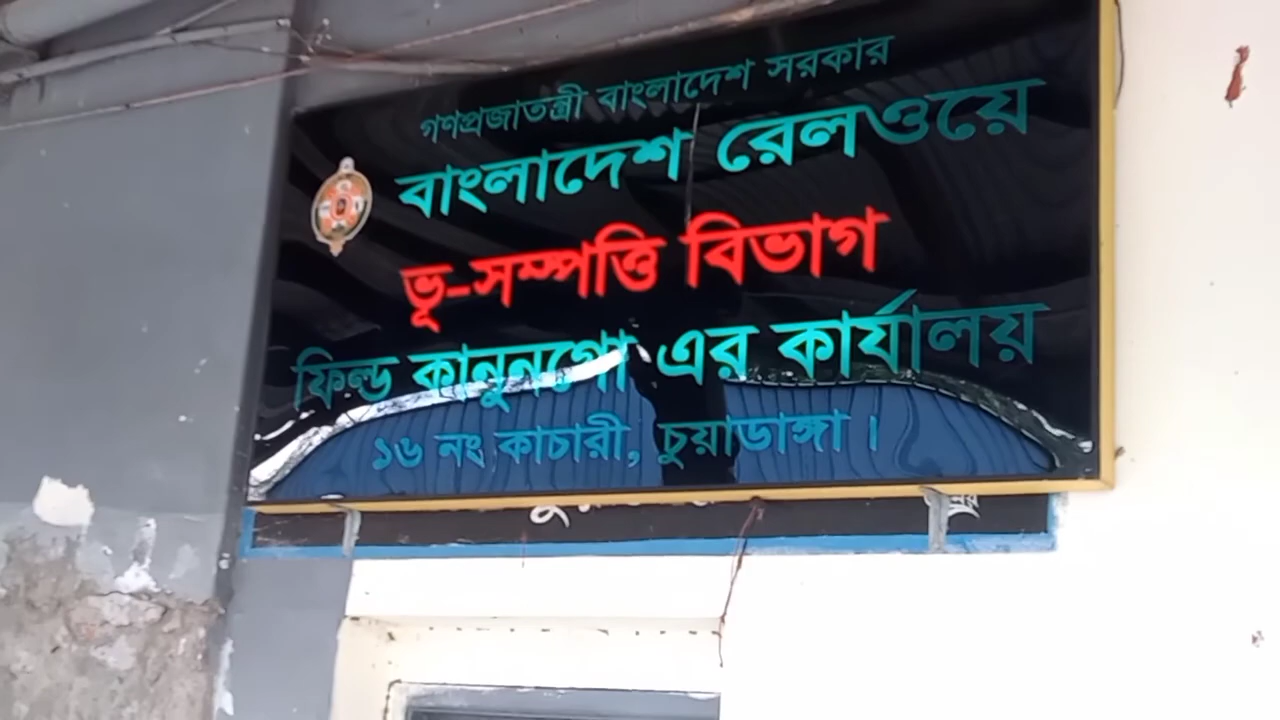 গণপ্রজাতন্ত্রী বাংলাদেশ সরকার
বাংলাদেশ রেলওয়ে
ভূ-সম্পত্তি বিভাগ
ফিল্ড কানুনগো এর কার্যালয়
১৬ নং কাচারী, চুয়াডাঙ্গা ।